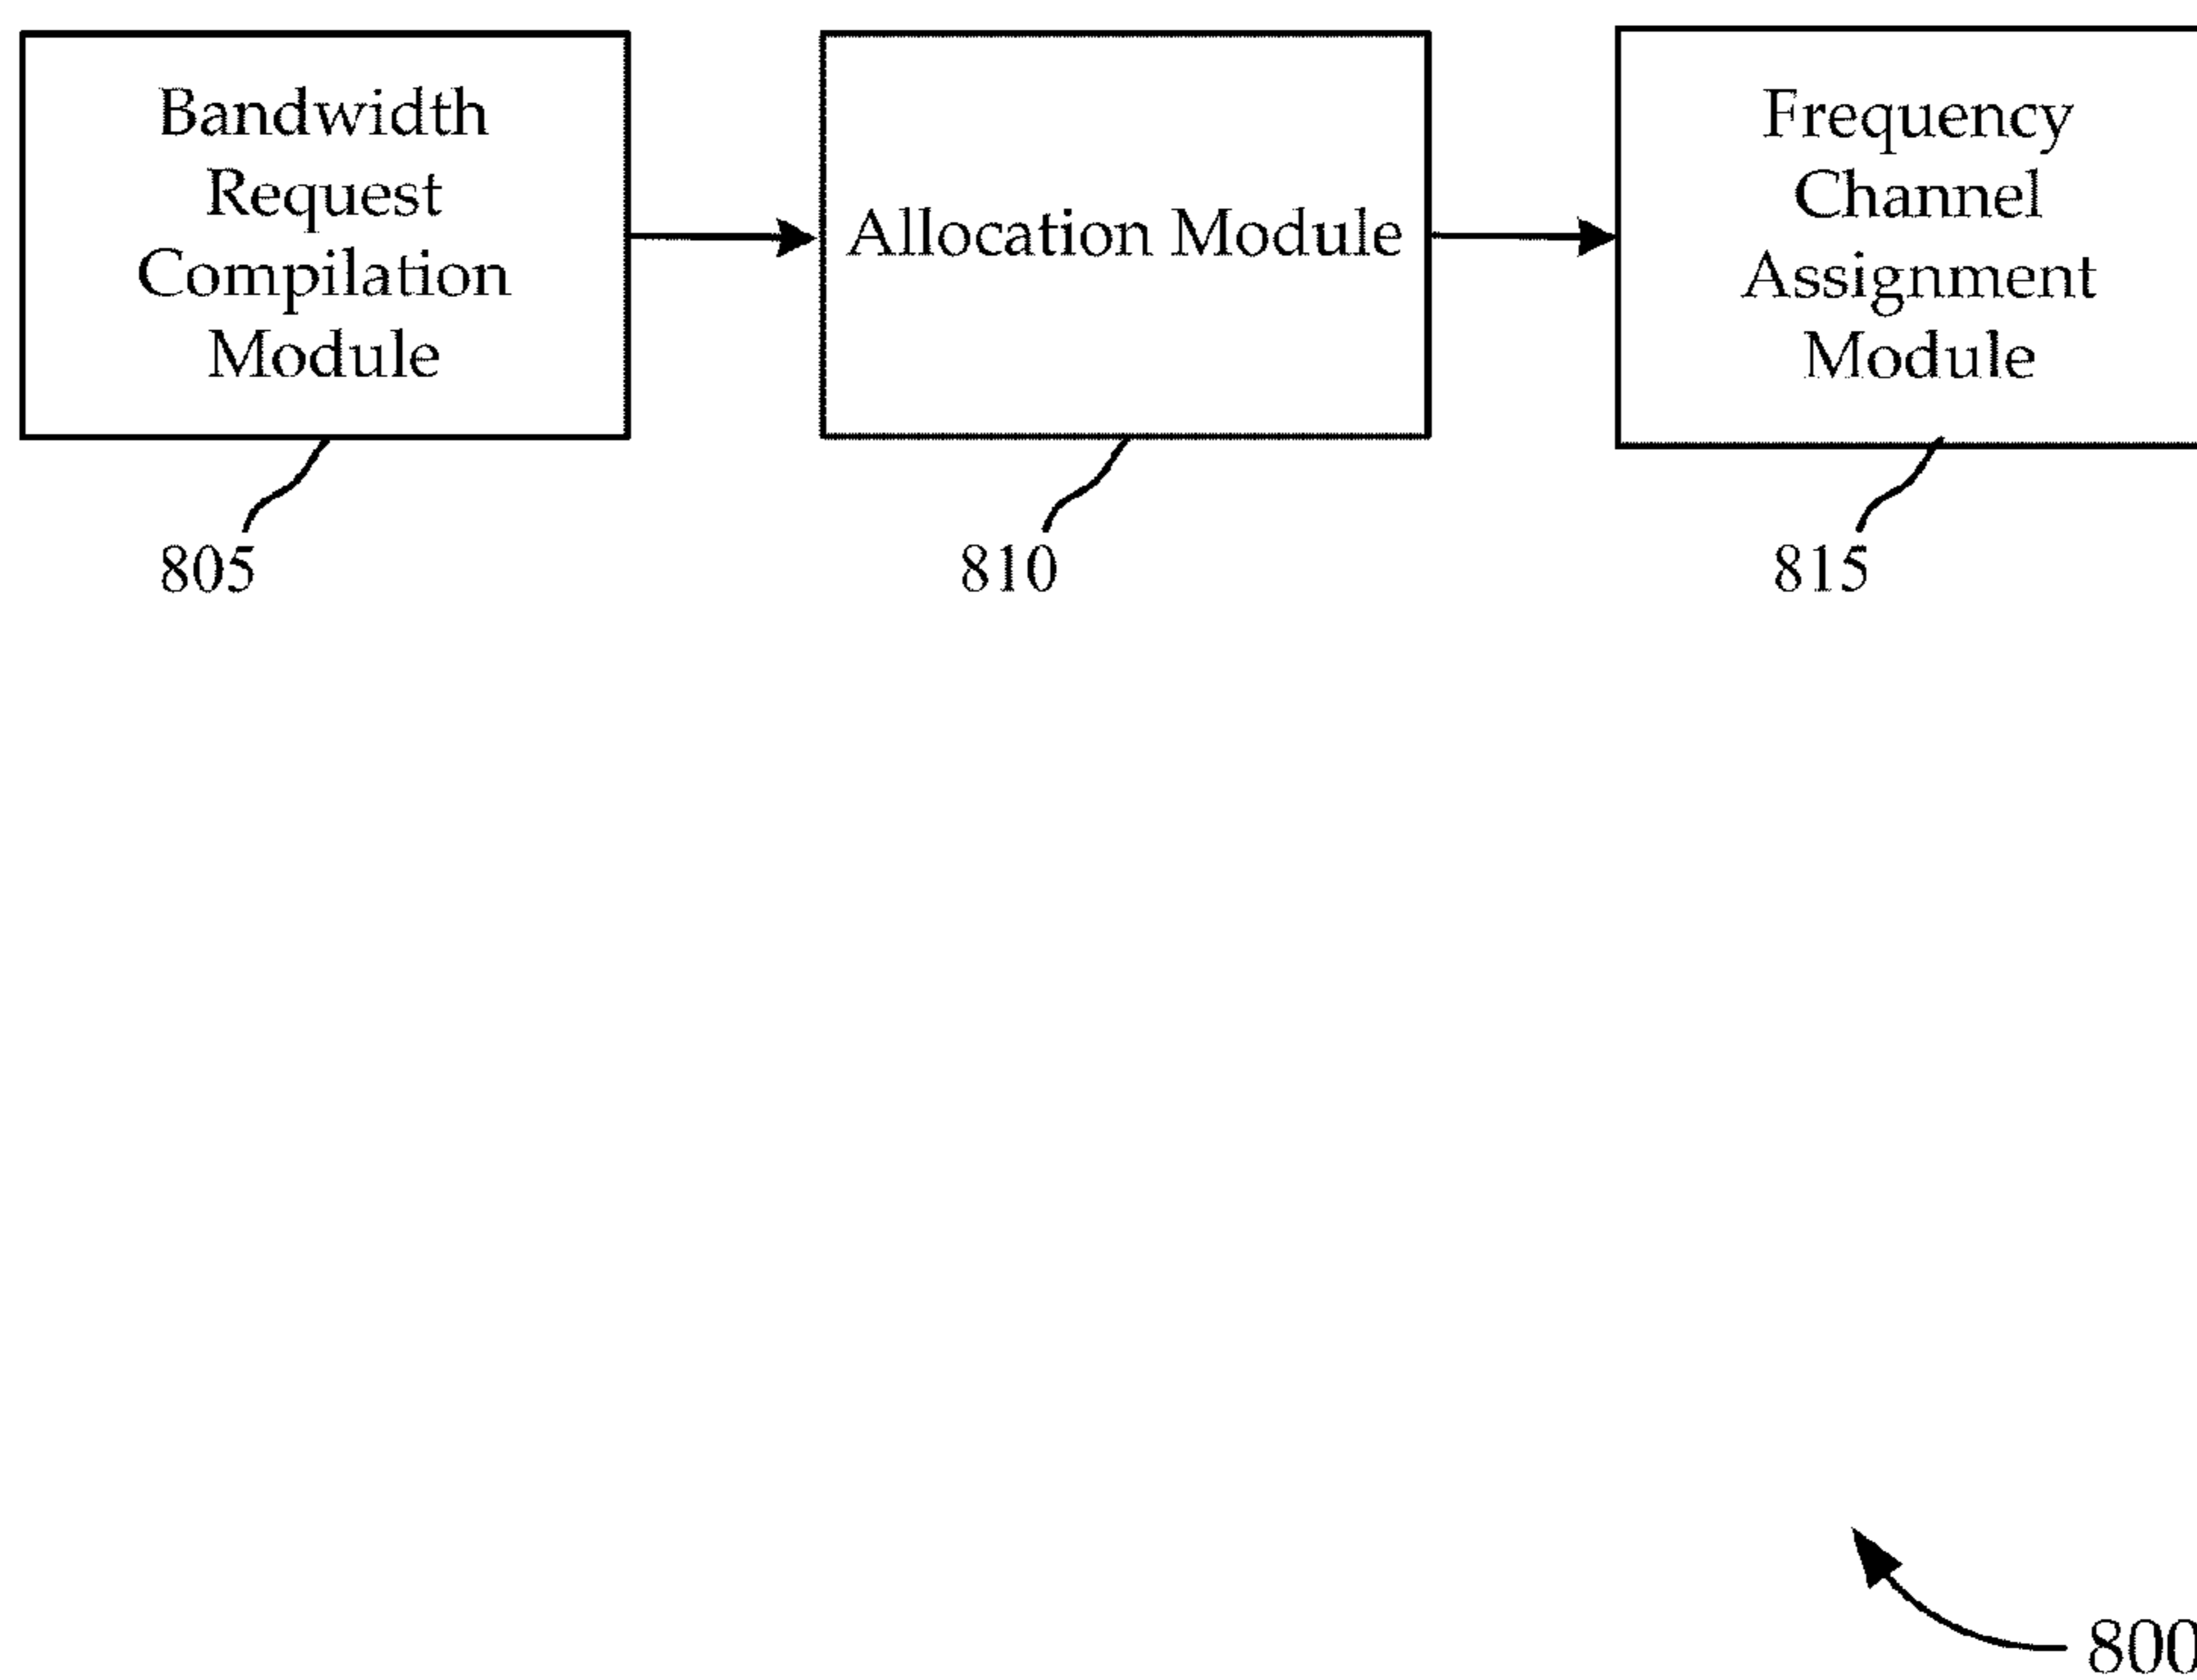 Bandwidth
Request
Compilation
Module
Allocation Module
Frequency
Channel
Assignment
Module
805
810
815
800